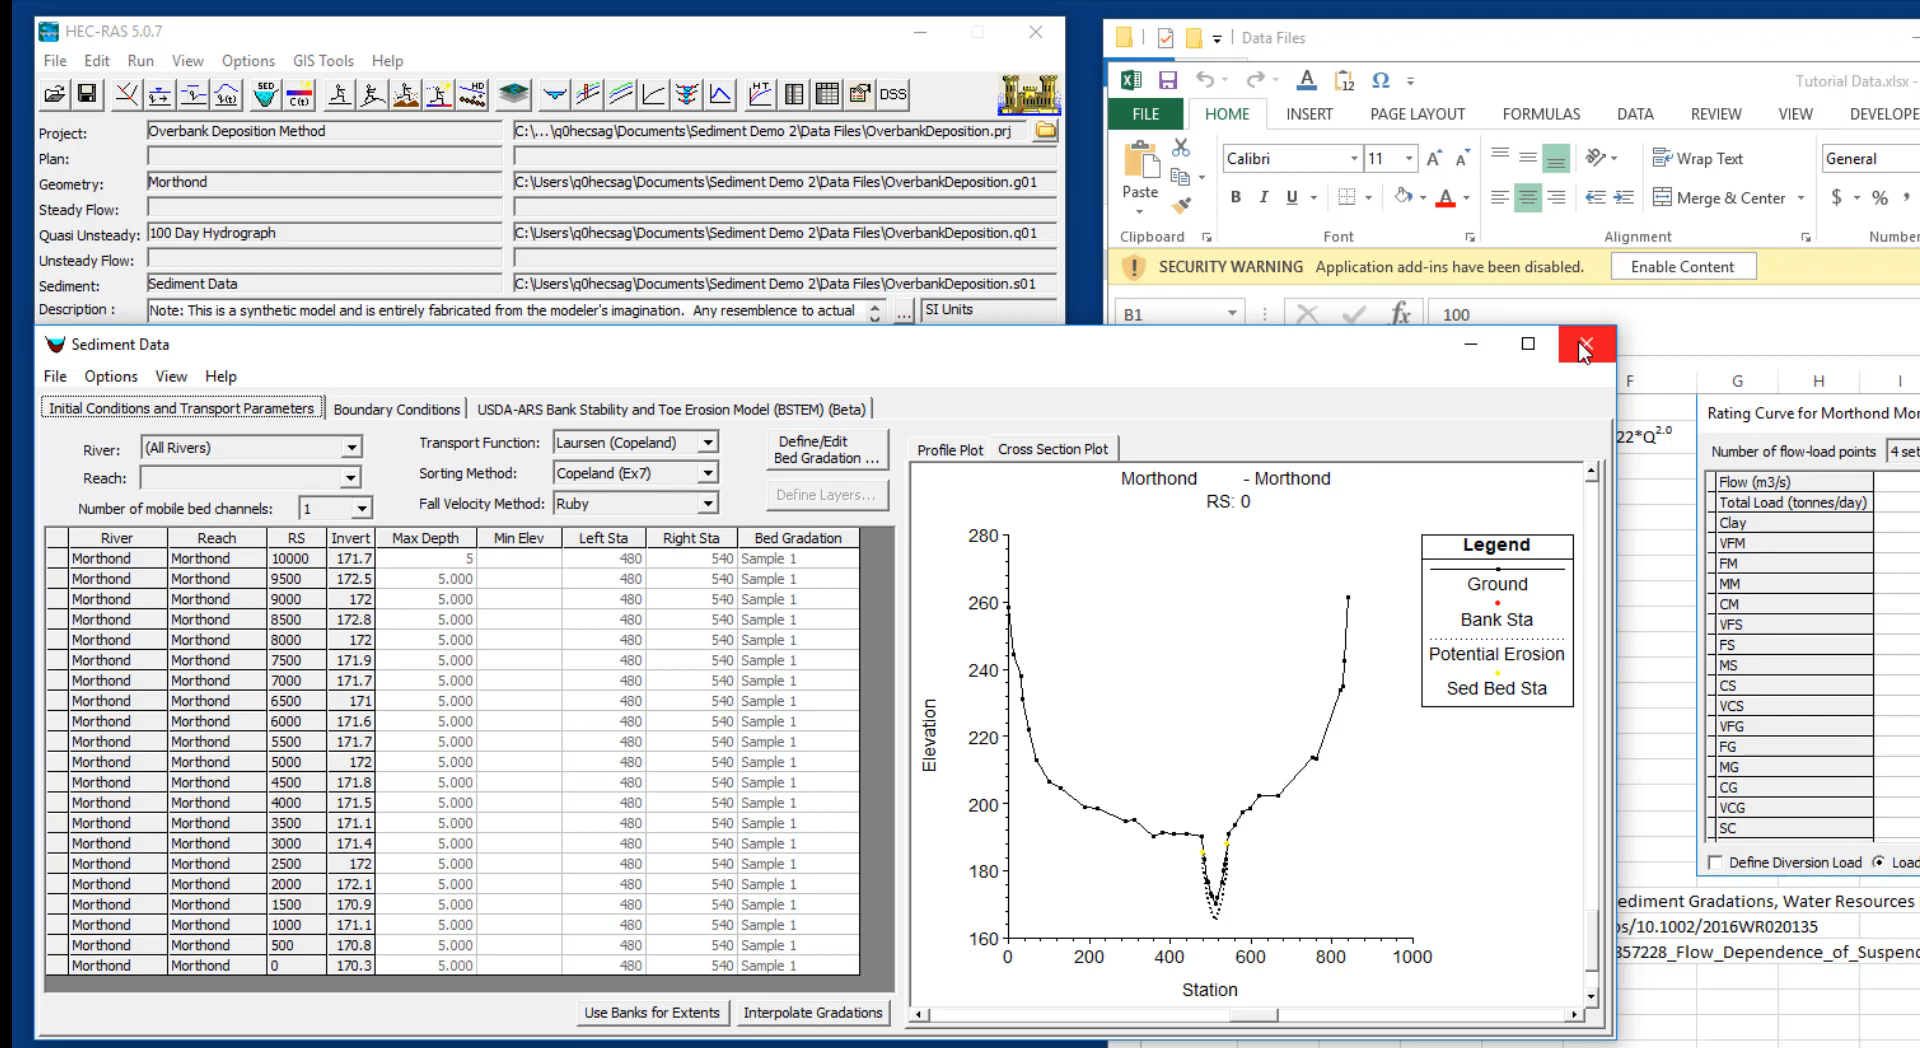 HEC-RAS 5.0.7
File Edit Run View Options GIS Tools Help
SED
C(t)
HD
HT
DSS
Project: Overbank Deposition Method C:\...\q0hecsag\Documents\Sediment Demo 2\Data Files\OverbankDeposition.prj
Plan:
Geometry: Morthond C:\Users\q0hecsag\Documents\Sediment Demo 2\Data Files\OverbankDeposition.g01
Steady Flow:
Quasi Unsteady: 100 Day Hydrograph C:\Users\q0hecsag\Documents\Sediment Demo 2\Data Files\OverbankDeposition.q01
Unsteady Flow:
Sediment: Sediment Data C:\Users\q0hecsag\Documents\Sediment Demo 2\Data Files\OverbankDeposition.s01
Description : Note: This is a synthetic model and is entirely fabricated from the modeler's imagination. Any resemblence to actual ... SI Units
Data Files
Tutorial Data.xlsx -
FILE HOME INSERT PAGE LAYOUT FORMULAS DATA REVIEW VIEW DEVELOPE
Paste
Calibri 11
B I U
Wrap Text
Merge & Center
General
$ % ,
Clipboard Font Alignment Number
SECURITY WARNING Application add-ins have been disabled. Enable Content
B1 fx 100
Sediment Data
File Options View Help
Initial Conditions and Transport Parameters Boundary Conditions USDA-ARS Bank Stability and Toe Erosion Model (BSTEM) (Beta)
River: (All Rivers)
Reach:
Number of mobile bed channels: 1
Transport Function: Laursen (Copeland)
Sorting Method: Copeland (Ex7)
Fall Velocity Method: Ruby
Define/Edit
Bed Gradation ...
Define Layers...
River Reach RS Invert Max Depth Min Elev Left Sta Right Sta Bed Gradation
Morthond Morthond 10000 171.7 5 480 540 Sample 1
Morthond Morthond 9500 172.5 5.000 480 540 Sample 1
Morthond Morthond 9000 172 5.000 480 540 Sample 1
Morthond Morthond 8500 172.8 5.000 480 540 Sample 1
Morthond Morthond 8000 172 5.000 480 540 Sample 1
Morthond Morthond 7500 171.9 5.000 480 540 Sample 1
Morthond Morthond 7000 171.7 5.000 480 540 Sample 1
Morthond Morthond 6500 171 5.000 480 540 Sample 1
Morthond Morthond 6000 171.6 5.000 480 540 Sample 1
Morthond Morthond 5500 171.7 5.000 480 540 Sample 1
Morthond Morthond 5000 172 5.000 480 540 Sample 1
Morthond Morthond 4500 171.8 5.000 480 540 Sample 1
Morthond Morthond 4000 171.5 5.000 480 540 Sample 1
Morthond Morthond 3500 171.1 5.000 480 540 Sample 1
Morthond Morthond 3000 171.4 5.000 480 540 Sample 1
Morthond Morthond 2500 172 5.000 480 540 Sample 1
Morthond Morthond 2000 172.1 5.000 480 540 Sample 1
Morthond Morthond 1500 170.9 5.000 480 540 Sample 1
Morthond Morthond 1000 171.1 5.000 480 540 Sample 1
Morthond Morthond 500 170.8 5.000 480 540 Sample 1
Morthond Morthond 0 170.3 5.000 480 540 Sample 1
Use Banks for Extents Interpolate Gradations
Profile Plot Cross Section Plot
Morthond - Morthond
RS: 0
280
260
240
220
200
180
160
0 200 400 600 800 1000
Elevation
Station
Legend
Ground
Bank Sta
Potential Erosion
Sed Bed Sta
F G H I
22*Q2.0
Rating Curve for Morthond Mor
Number of flow-load points 4 set
Flow (m3/s)
Total Load (tonnes/day)
Clay
VFM
FM
MM
CM
VFS
FS
MS
CS
VCS
VFG
FG
MG
CG
VCG
SC
Define Diversion Load Load
ediment Gradations, Water Resources
os/10.1002/2016WR020135
357228_Flow_Dependence_of_Suspend